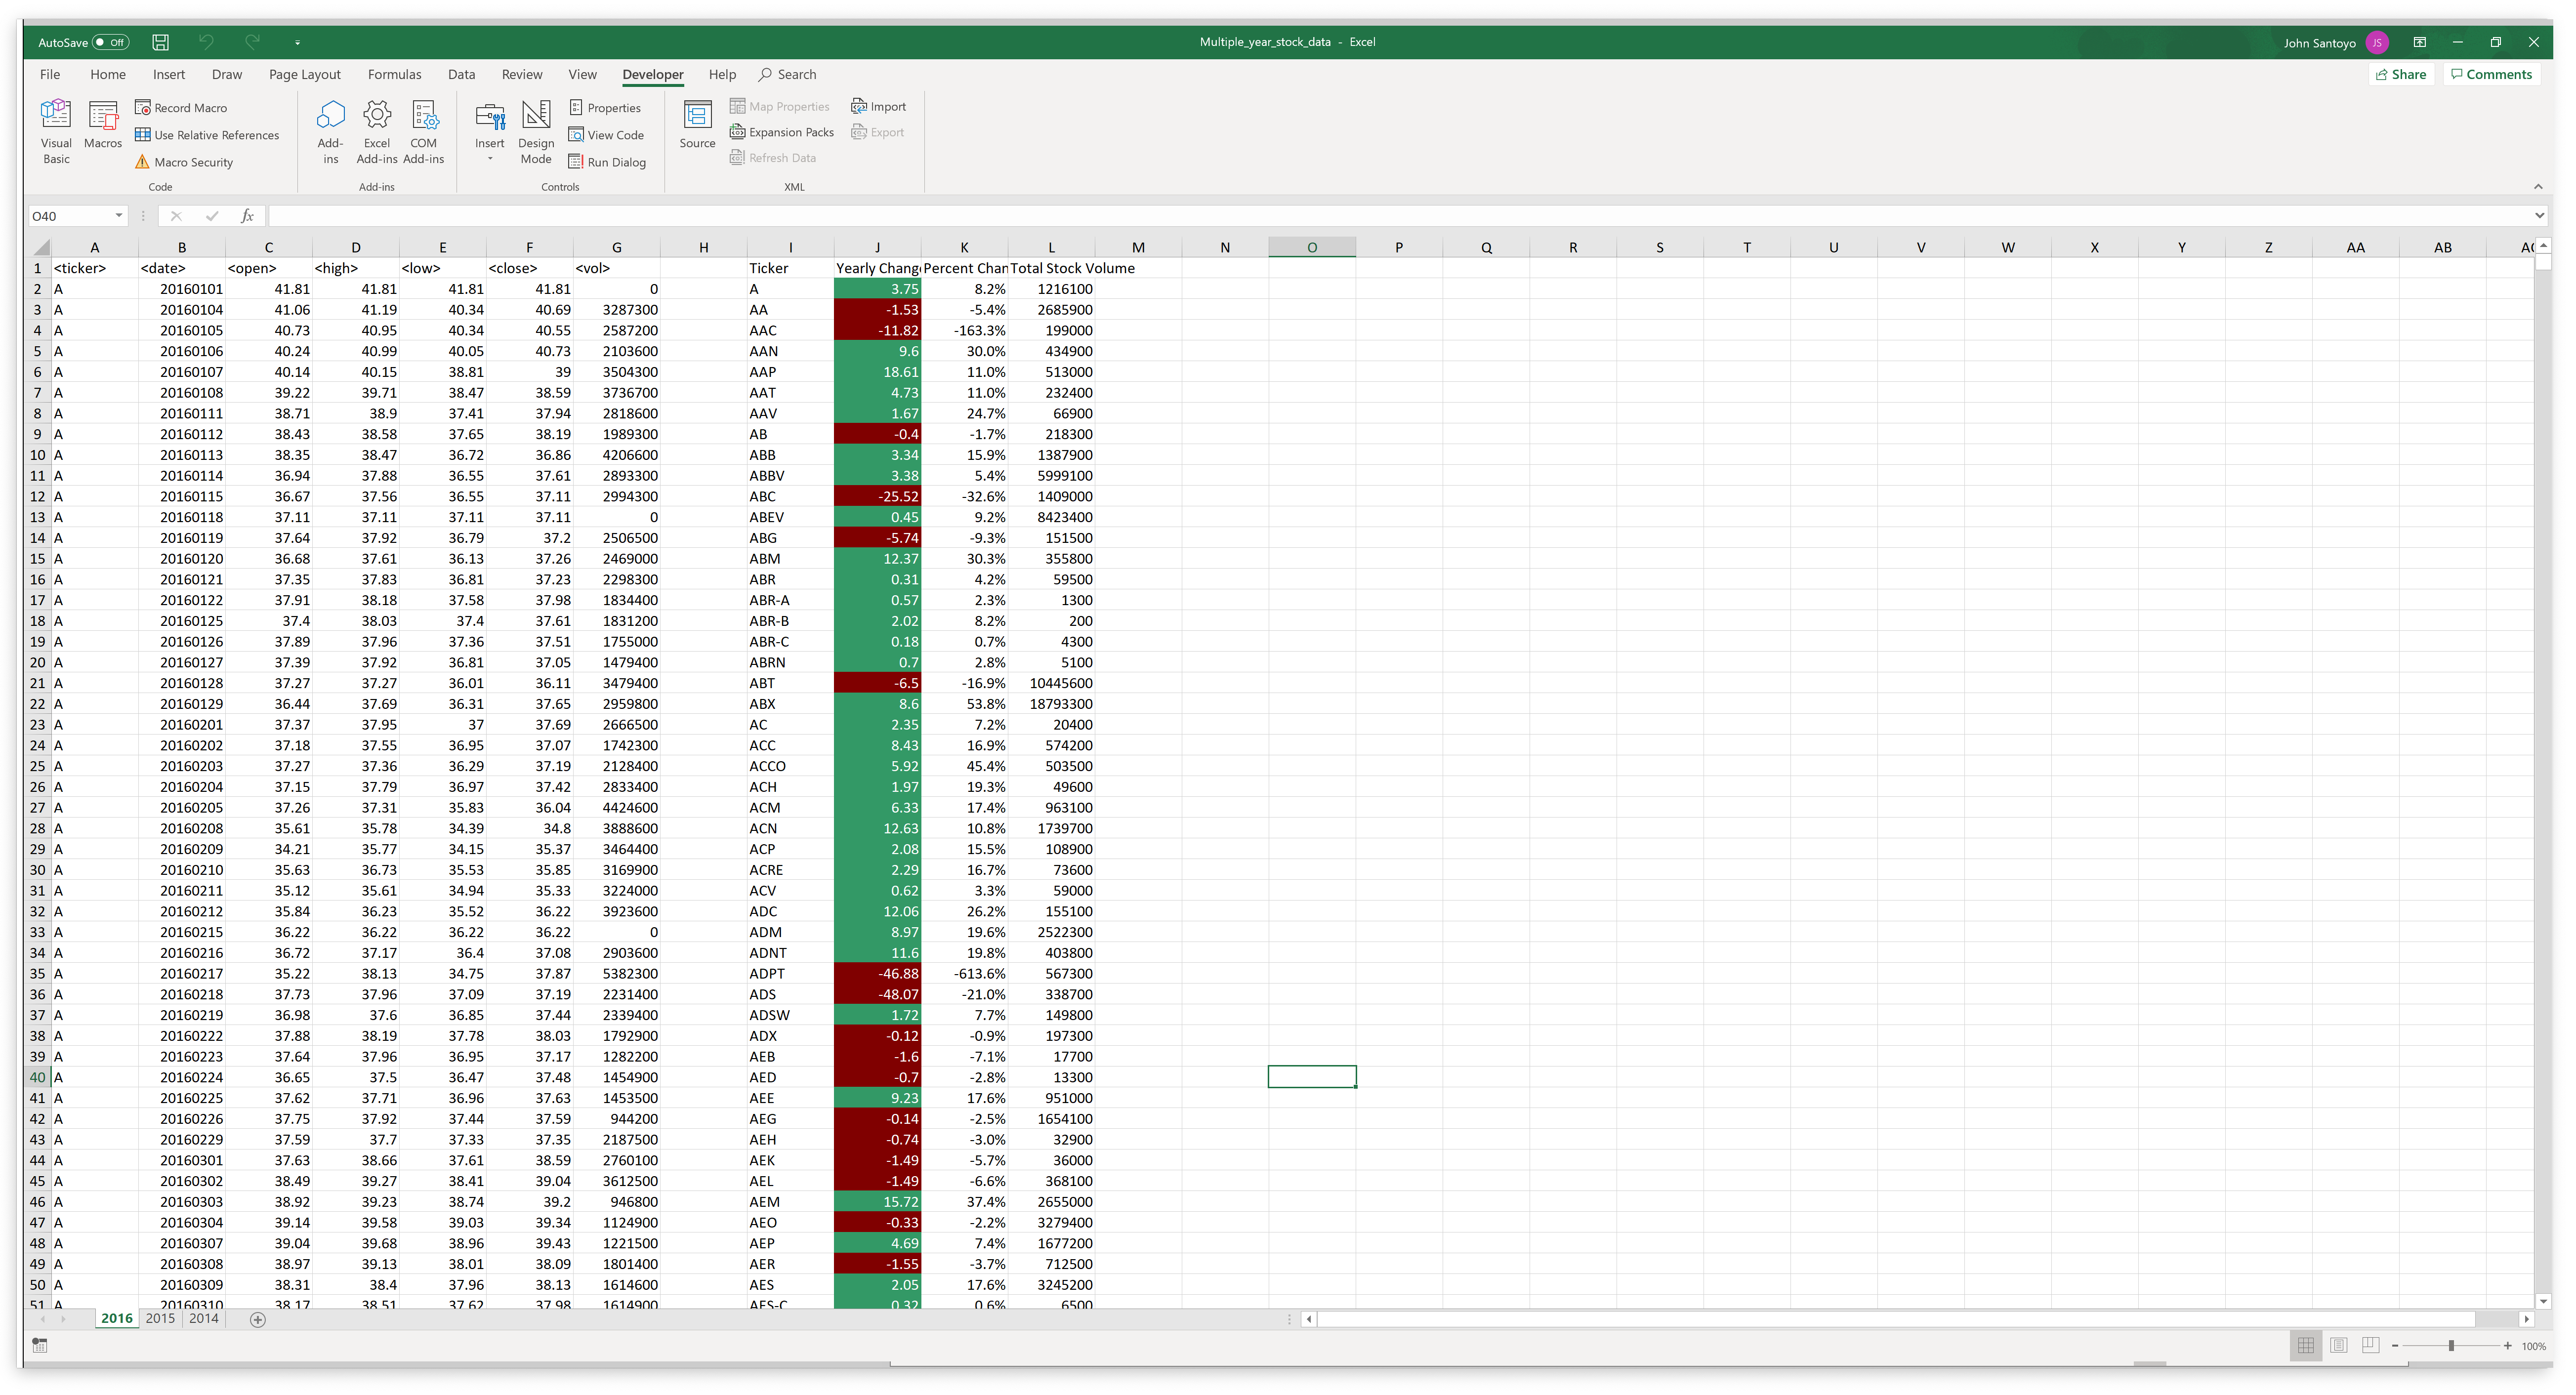 AutoSave Off Multiple_year_stock_data - Excel John Santoyo JS
File Home Insert Draw Page Layout Formulas Data Review View Developer Help Search Share Comments
Visual Basic Macros Record Macro Use Relative References Macro Security Code
Add-ins Excel Add-ins COM Add-ins Add-ins
Insert Design Mode Properties View Code Run Dialog Controls
Source Map Properties Expansion Packs Refresh Data Import Export XML
O40 fx
A B C D E F G H I J K L M N O P Q R S T U V W X Y Z AA AB
1 <ticker> <date> <open> <high> <low> <close> <vol> Ticker Yearly Chang Percent Chan Total Stock Volume
2 A 20160101 41.81 41.81 41.81 41.81 0 A 3.75 8.2% 1216100
3 A 20160104 41.06 41.19 40.34 40.69 3287300 AA -1.53 -5.4% 2685900
4 A 20160105 40.73 40.95 40.34 40.55 2587200 AAC -11.82 -163.3% 199000
5 A 20160106 40.24 40.99 40.05 40.73 2103600 AAN 9.6 30.0% 434900
6 A 20160107 40.14 40.15 38.81 39 3504300 AAP 18.61 11.0% 513000
7 A 20160108 39.22 39.71 38.47 38.59 3736700 AAT 4.73 11.0% 232400
8 A 20160111 38.71 38.9 37.41 37.94 2818600 AAV 1.67 24.7% 66900
9 A 20160112 38.43 38.58 37.65 38.19 1989300 AB -0.4 -1.7% 218300
10 A 20160113 38.35 38.47 36.72 36.86 4206600 ABB 3.34 15.9% 1387900
11 A 20160114 36.94 37.88 36.55 37.61 2893300 ABBV 3.38 5.4% 5999100
12 A 20160115 36.67 37.56 36.55 37.11 2994300 ABC -25.52 -32.6% 1409000
13 A 20160118 37.11 37.11 37.11 37.11 0 ABEV 0.45 9.2% 8423400
14 A 20160119 37.64 37.92 36.79 37.2 2506500 ABG -5.74 -9.3% 151500
15 A 20160120 36.68 37.61 36.13 37.26 2469000 ABM 12.37 30.3% 355800
16 A 20160121 37.35 37.83 36.81 37.23 2298300 ABR 0.31 4.2% 59500
17 A 20160122 37.91 38.18 37.58 37.98 1834400 ABR-A 0.57 2.3% 1300
18 A 20160125 37.4 38.03 37.4 37.61 1831200 ABR-B 2.02 8.2% 200
19 A 20160126 37.89 37.96 37.36 37.51 1755000 ABR-C 0.18 0.7% 4300
20 A 20160127 37.39 37.92 36.81 37.05 1479400 ABRN 0.7 2.8% 5100
21 A 20160128 37.27 37.27 36.01 36.11 3479400 ABT -6.5 -16.9% 10445600
22 A 20160129 36.44 37.69 36.31 37.65 2959800 ABX 8.6 53.8% 18793300
23 A 20160201 37.37 37.95 37 37.69 2666500 AC 2.35 7.2% 20400
24 A 20160202 37.18 37.55 36.95 37.07 1742300 ACC 8.43 16.9% 574200
25 A 20160203 37.27 37.36 36.29 37.19 2128400 ACCO 5.92 45.4% 503500
26 A 20160204 37.15 37.79 36.97 37.42 2833400 ACH 1.97 19.3% 49600
27 A 20160205 37.26 37.31 35.83 36.04 4424600 ACM 6.33 17.4% 963100
28 A 20160208 35.61 35.78 34.39 34.8 3888600 ACN 12.63 10.8% 1739700
29 A 20160209 34.21 35.77 34.15 35.37 3464400 ACP 2.08 15.5% 108900
30 A 20160210 35.63 36.73 35.53 35.85 3169900 ACRE 2.29 16.7% 73600
31 A 20160211 35.12 35.61 34.94 35.33 3224000 ACV 0.62 3.3% 59000
32 A 20160212 35.84 36.23 35.52 36.22 3923600 ADC 12.06 26.2% 155100
33 A 20160215 36.22 36.22 36.22 36.22 0 ADM 8.97 19.6% 2522300
34 A 20160216 36.72 37.17 36.4 37.08 2903600 ADNT 11.6 19.8% 403800
35 A 20160217 35.22 38.13 34.75 37.87 5382300 ADPT -46.88 -613.6% 567300
36 A 20160218 37.73 37.96 37.09 37.19 2231400 ADS -48.07 -21.0% 338700
37 A 20160219 36.98 37.6 36.85 37.44 2339400 ADSW 1.72 7.7% 149800
38 A 20160222 37.88 38.19 37.78 38.03 1792900 ADX -0.12 -0.9% 197300
39 A 20160223 37.64 37.96 36.95 37.17 1282200 AEB -1.6 -7.1% 17700
40 A 20160224 36.65 37.5 36.47 37.48 1454900 AED -0.7 -2.8% 13300
41 A 20160225 37.62 37.71 36.96 37.63 1453500 AEE 9.23 17.6% 951000
42 A 20160226 37.75 37.92 37.44 37.59 944200 AEG -0.14 -2.5% 1654100
43 A 20160229 37.59 37.7 37.33 37.35 2187500 AEH -0.74 -3.0% 32900
44 A 20160301 37.63 38.66 37.61 38.59 2760100 AEK -1.49 -5.7% 36000
45 A 20160302 38.49 39.27 38.41 39.04 3612500 AEL -1.49 -6.6% 368100
46 A 20160303 38.92 39.23 38.74 39.2 946800 AEM 15.72 37.4% 2655000
47 A 20160304 39.14 39.58 39.03 39.34 1124900 AEO -0.33 -2.2% 3279400
48 A 20160307 39.04 39.68 38.96 39.43 1221500 AEP 4.69 7.4% 1677200
49 A 20160308 38.97 39.13 38.01 38.09 1801400 AER -1.55 -3.7% 712500
50 A 20160309 38.31 38.4 37.96 38.13 1614600 AES 2.05 17.6% 3245200
51 A 20160310 38.17 38.51 37.62 37.98 1614900 AES-C 0.32 0.6% 6500
2016 2015 2014
100%